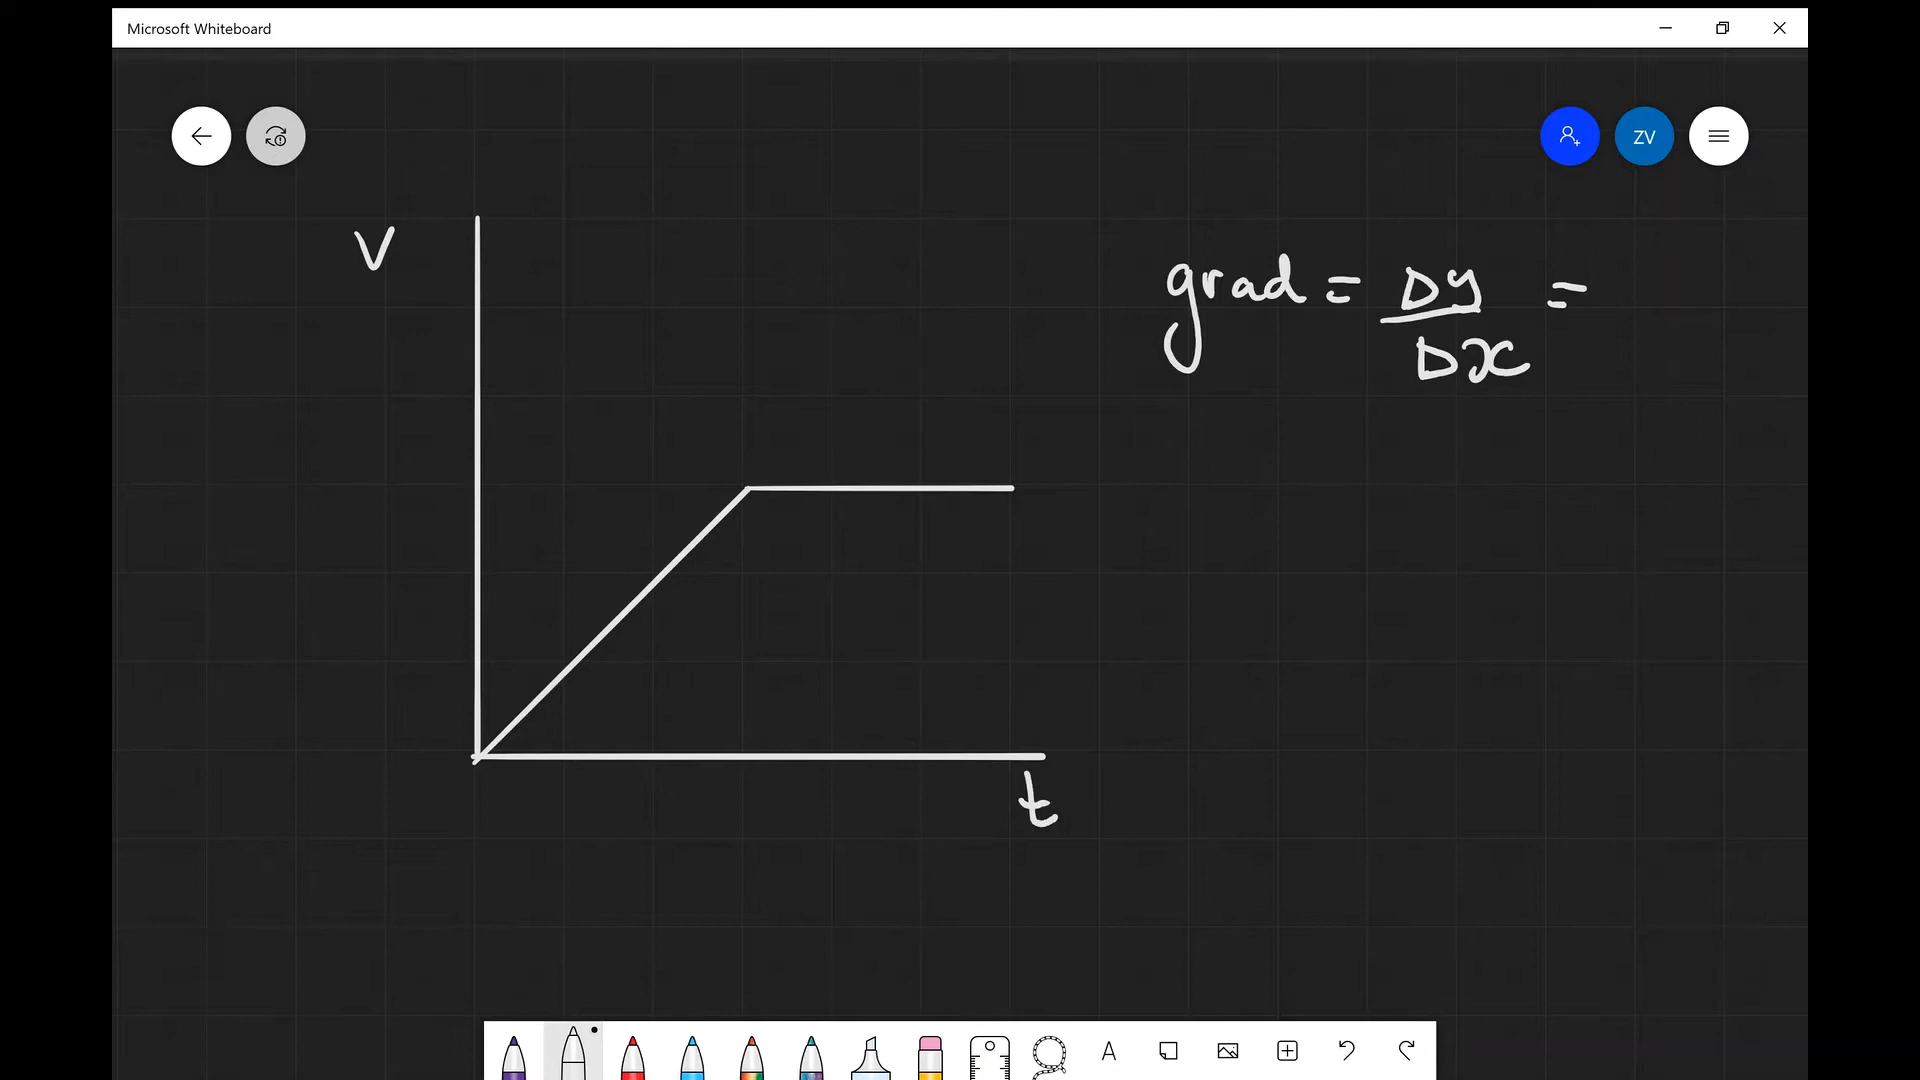 Microsoft Whiteboard
ZV
V
grad = Δy/Δx =
t
A